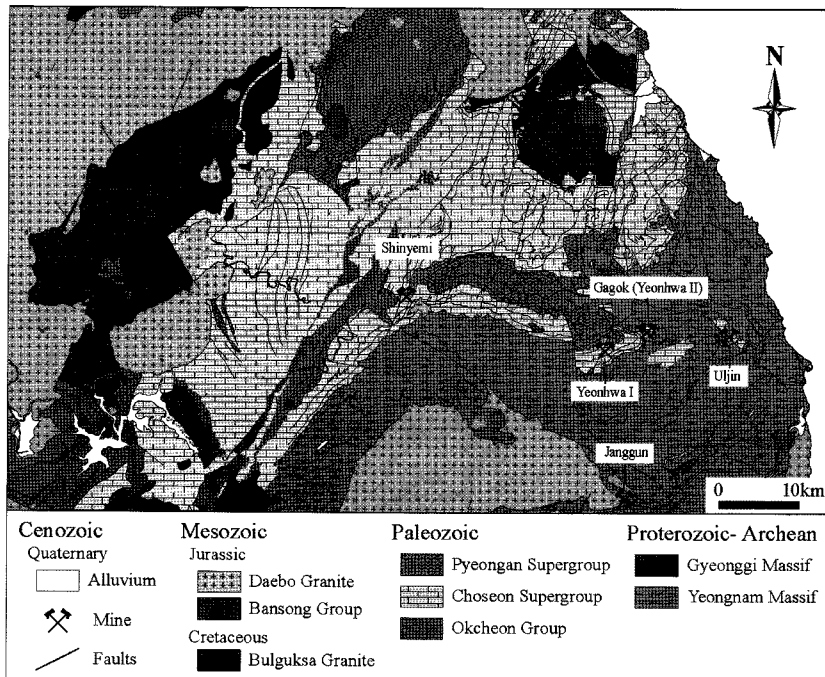 N
Shinyemi
Gagok (Yeonhwa II)
Uljin
Yeonhwa I
Janggun
0 10km
Cenozoic
Quaternary
Alluvium
Mine
Faults
Mesozoic
Jurassic
Daebo Granite
Bansong Group
Cretaceous
Bulguksa Granite
Paleozoic
Pyeongan Supergroup
Choseon Supergroup
Okcheon Group
Proterozoic- Archean
Gyeonggi Massif
Yeongnam Massif